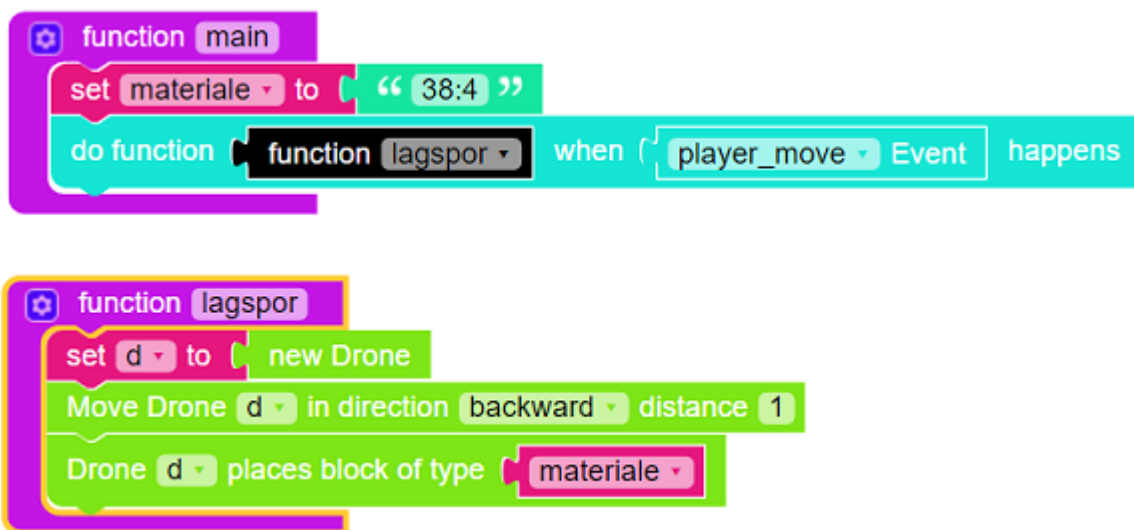 function main
set materiale to “ 38:4 ”
do function function lagspor when player_move Event happens
function lagspor
set d to new Drone
Move Drone d in direction backward distance 1
Drone d places block of type materiale